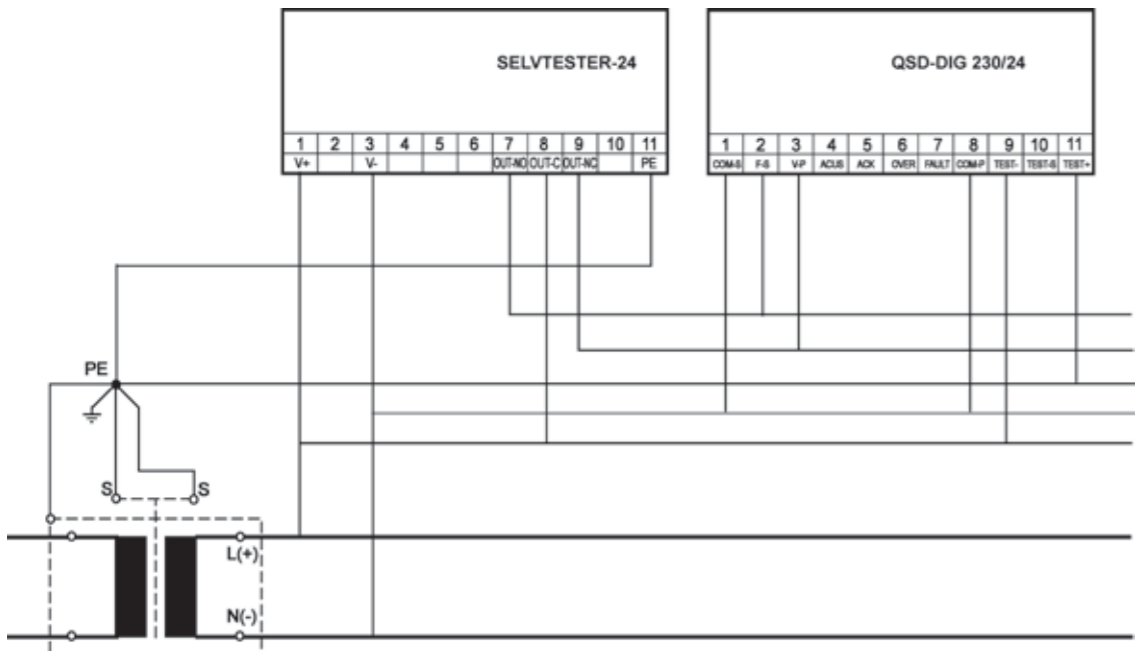 SELVTESTER-24
1 2 3 4 5 6 7 8 9 10 11
V+ V- OUT-NO OUT-C OUT-NC PE
QSD-DIG 230/24
1 2 3 4 5 6 7 8 9 10 11
COM-S F-S V-P ACUS ACK OVER FAULT COM-P TEST- TEST-S TEST+
PE
S S
L(+)
N(-)